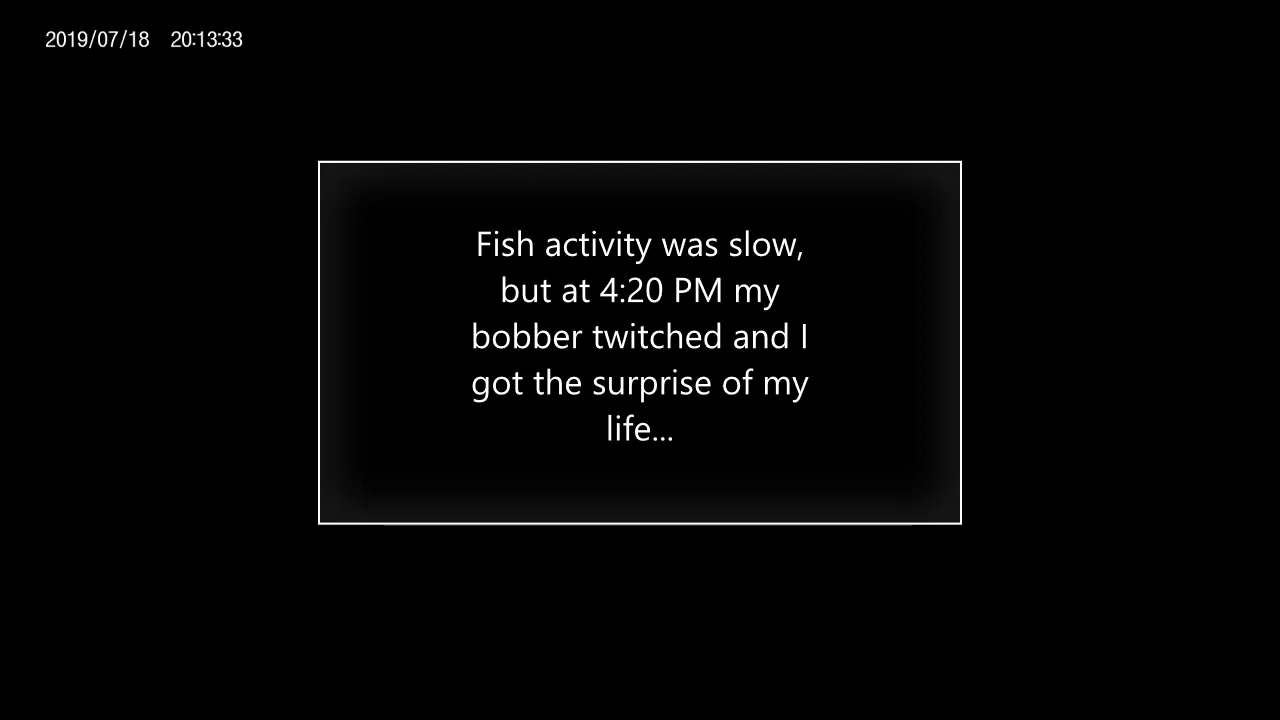 2019/07/18 20:13:33
Fish activity was slow,
but at 4:20 PM my
bobber twitched and I
got the surprise of my
life...